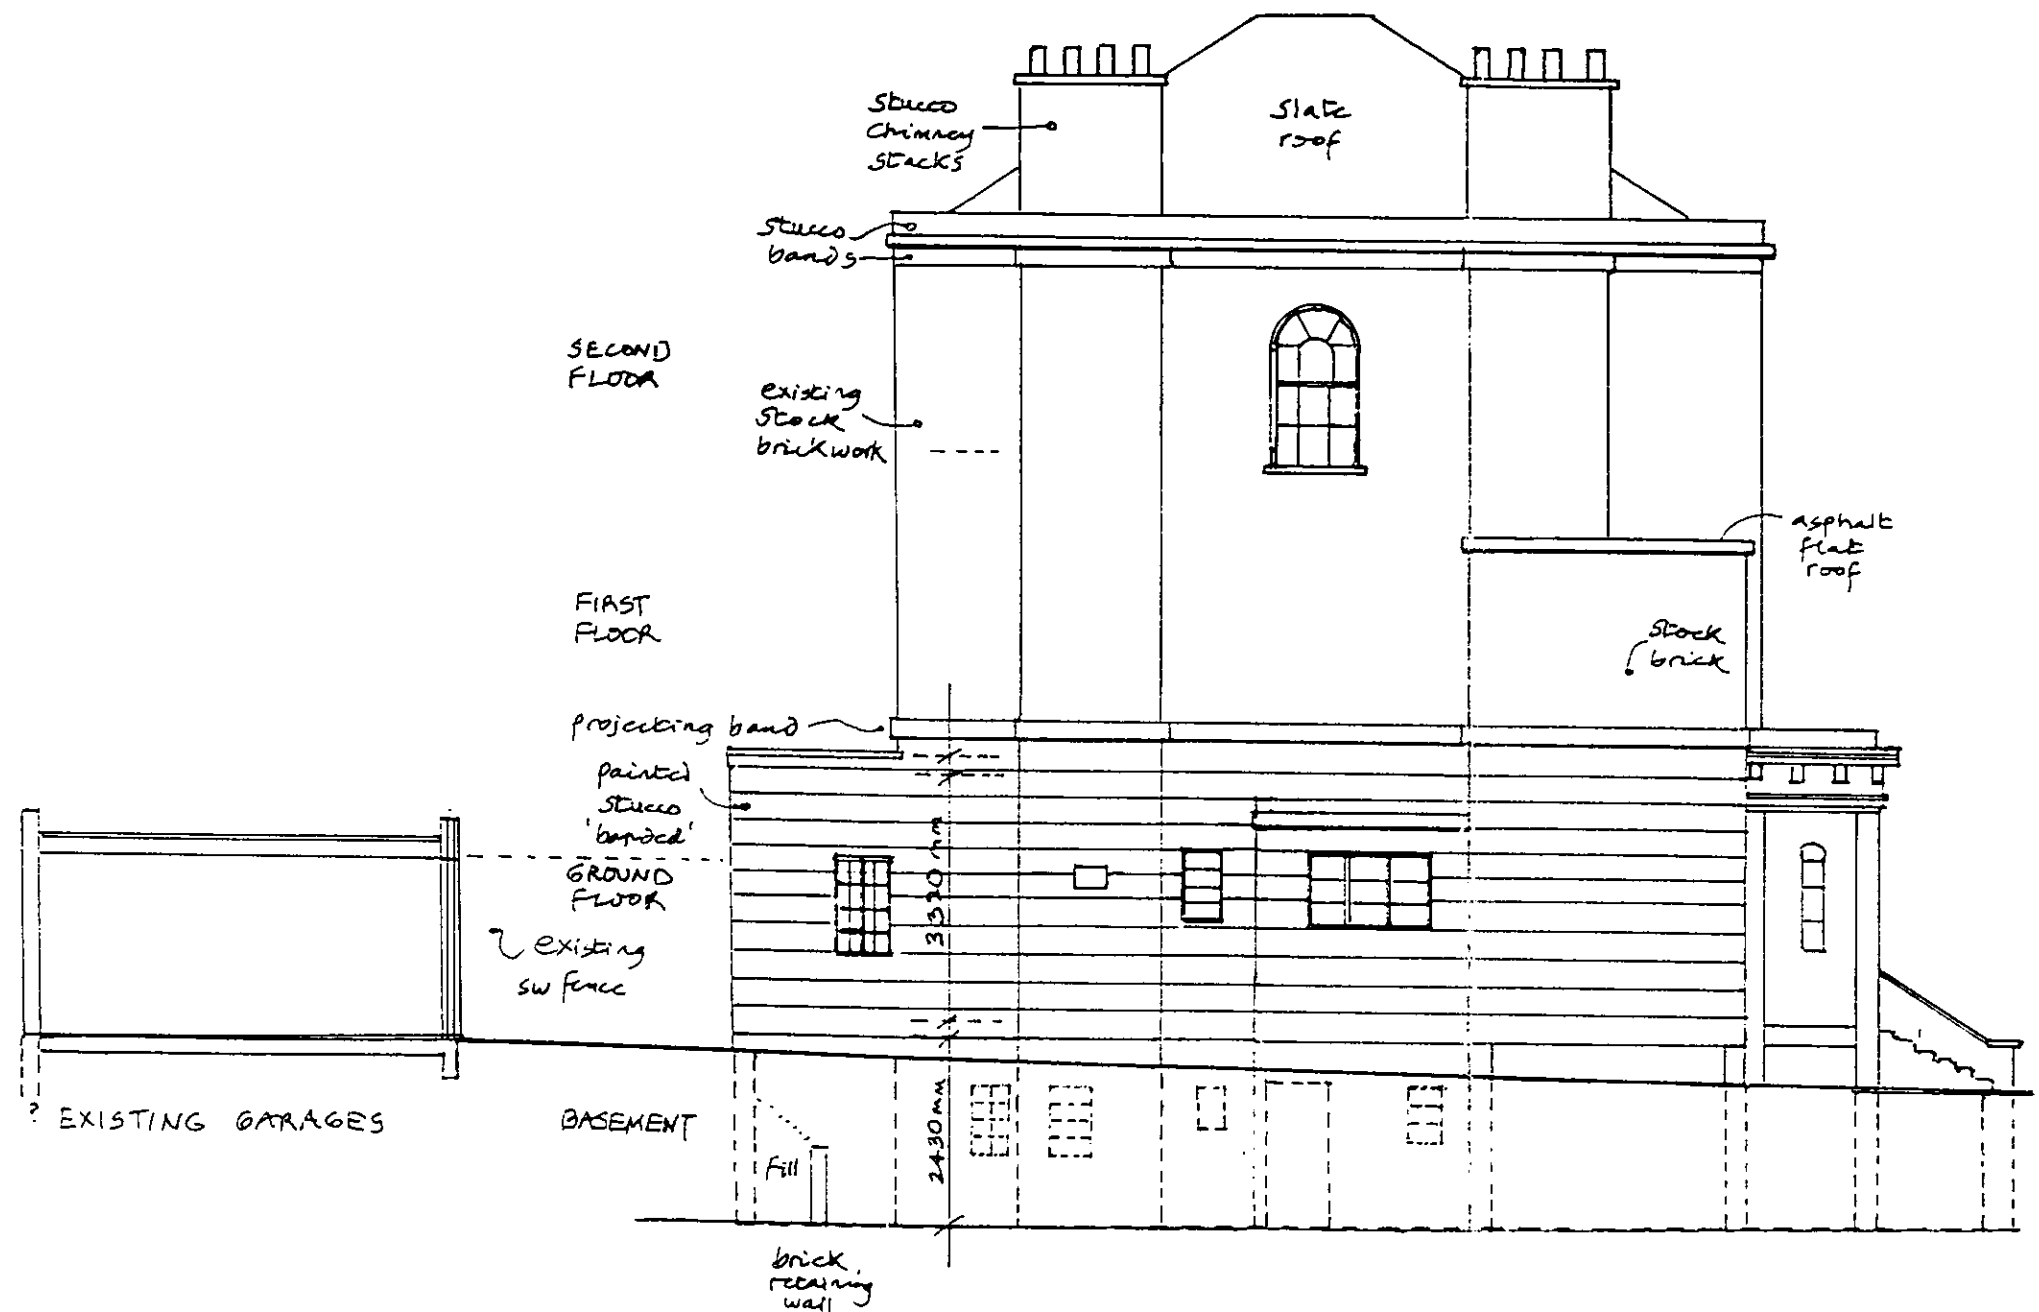 stucco
chimney
stacks
slate
roof
stucco
bands
SECOND
FLOOR
existing
stock
brickwork
asphalt
flat
roof
FIRST
FLOOR
stock
brick
projecting band
painted
stucco
'banded'
GROUND
FLOOR
3320mm
existing
sw fence
? EXISTING GARAGES
BASEMENT
Fill
2430mm
brick
retaining
wall